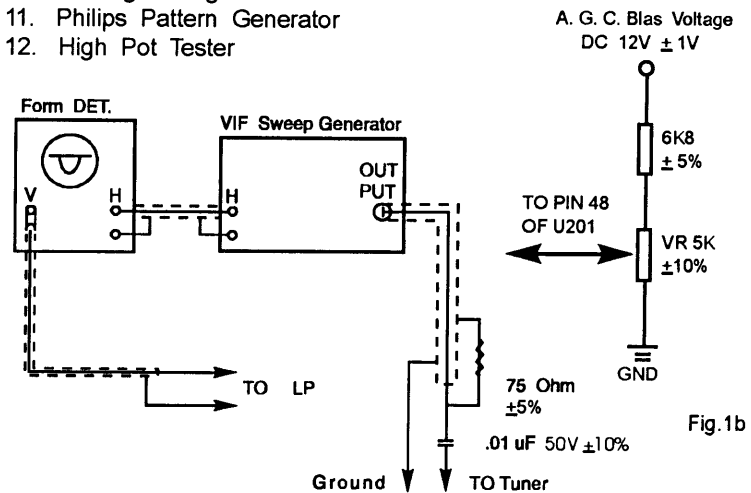 11. Philips Pattern Generator
12. High Pot Tester
A. G. C. Blas Voltage
DC 12V ± 1V
Form DET.
VIF Sweep Generator
6K8
± 5%
OUT
PUT
V
H
H
TO PIN 48
OF U201
VR 5K
±10%
GND
TO LP
75 Ohm
±5%
Fig.1b
.01 uF 50V ±10%
Ground
TO Tuner